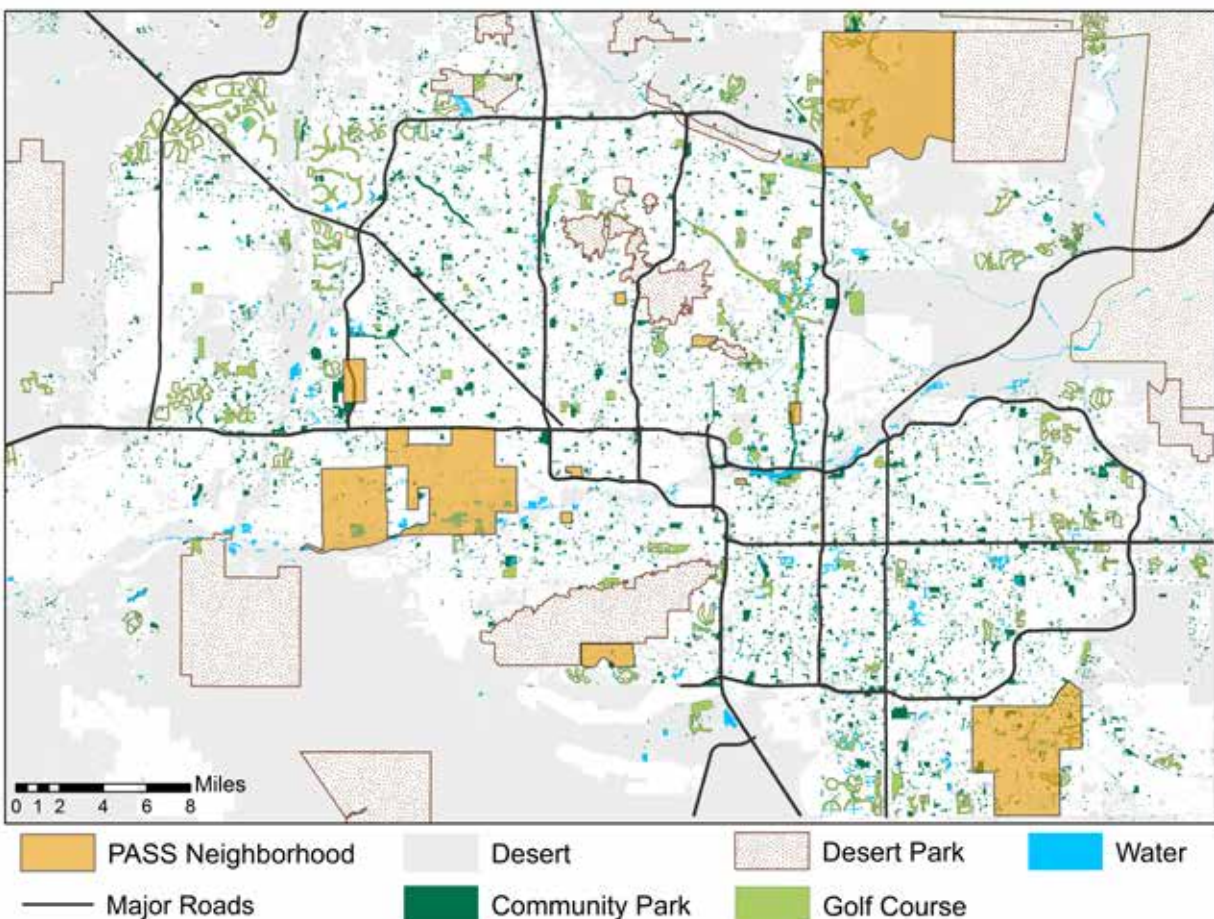 Miles
0 1 2 4 6 8
PASS Neighborhood
Desert
Desert Park
Water
Major Roads
Community Park
Golf Course